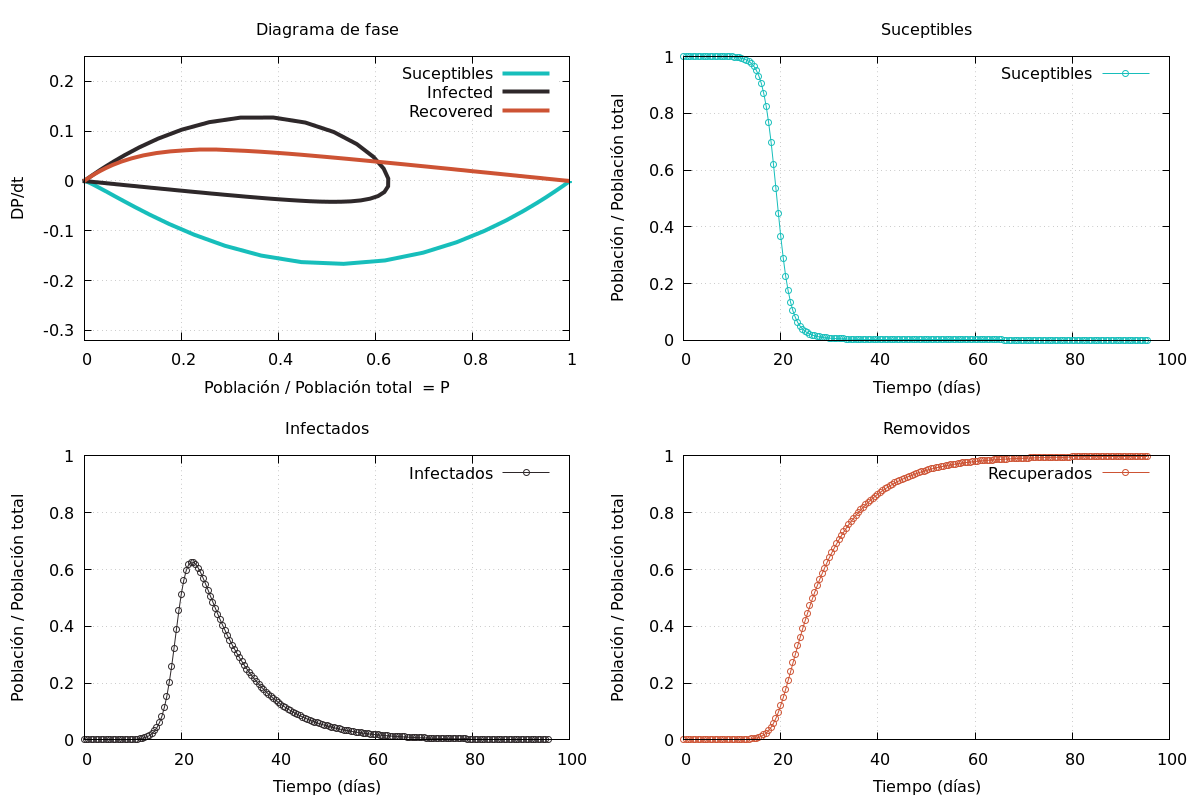 Diagrama de fase
Suceptibles
Infected
Recovered
0.2
0.1
0
-0.1
-0.2
-0.3
DP/dt
0 0.2 0.4 0.6 0.8 1
Población / Población total = P
Suceptibles
Suceptibles
1
0.8
0.6
0.4
0.2
0
Población / Población total
0 20 40 60 80 100
Tiempo (días)
Infectados
Infectados
1
0.8
0.6
0.4
0.2
0
Población / Población total
0 20 40 60 80 100
Tiempo (días)
Removidos
Recuperados
1
0.8
0.6
0.4
0.2
0
Población / Población total
0 20 40 60 80 100
Tiempo (días)